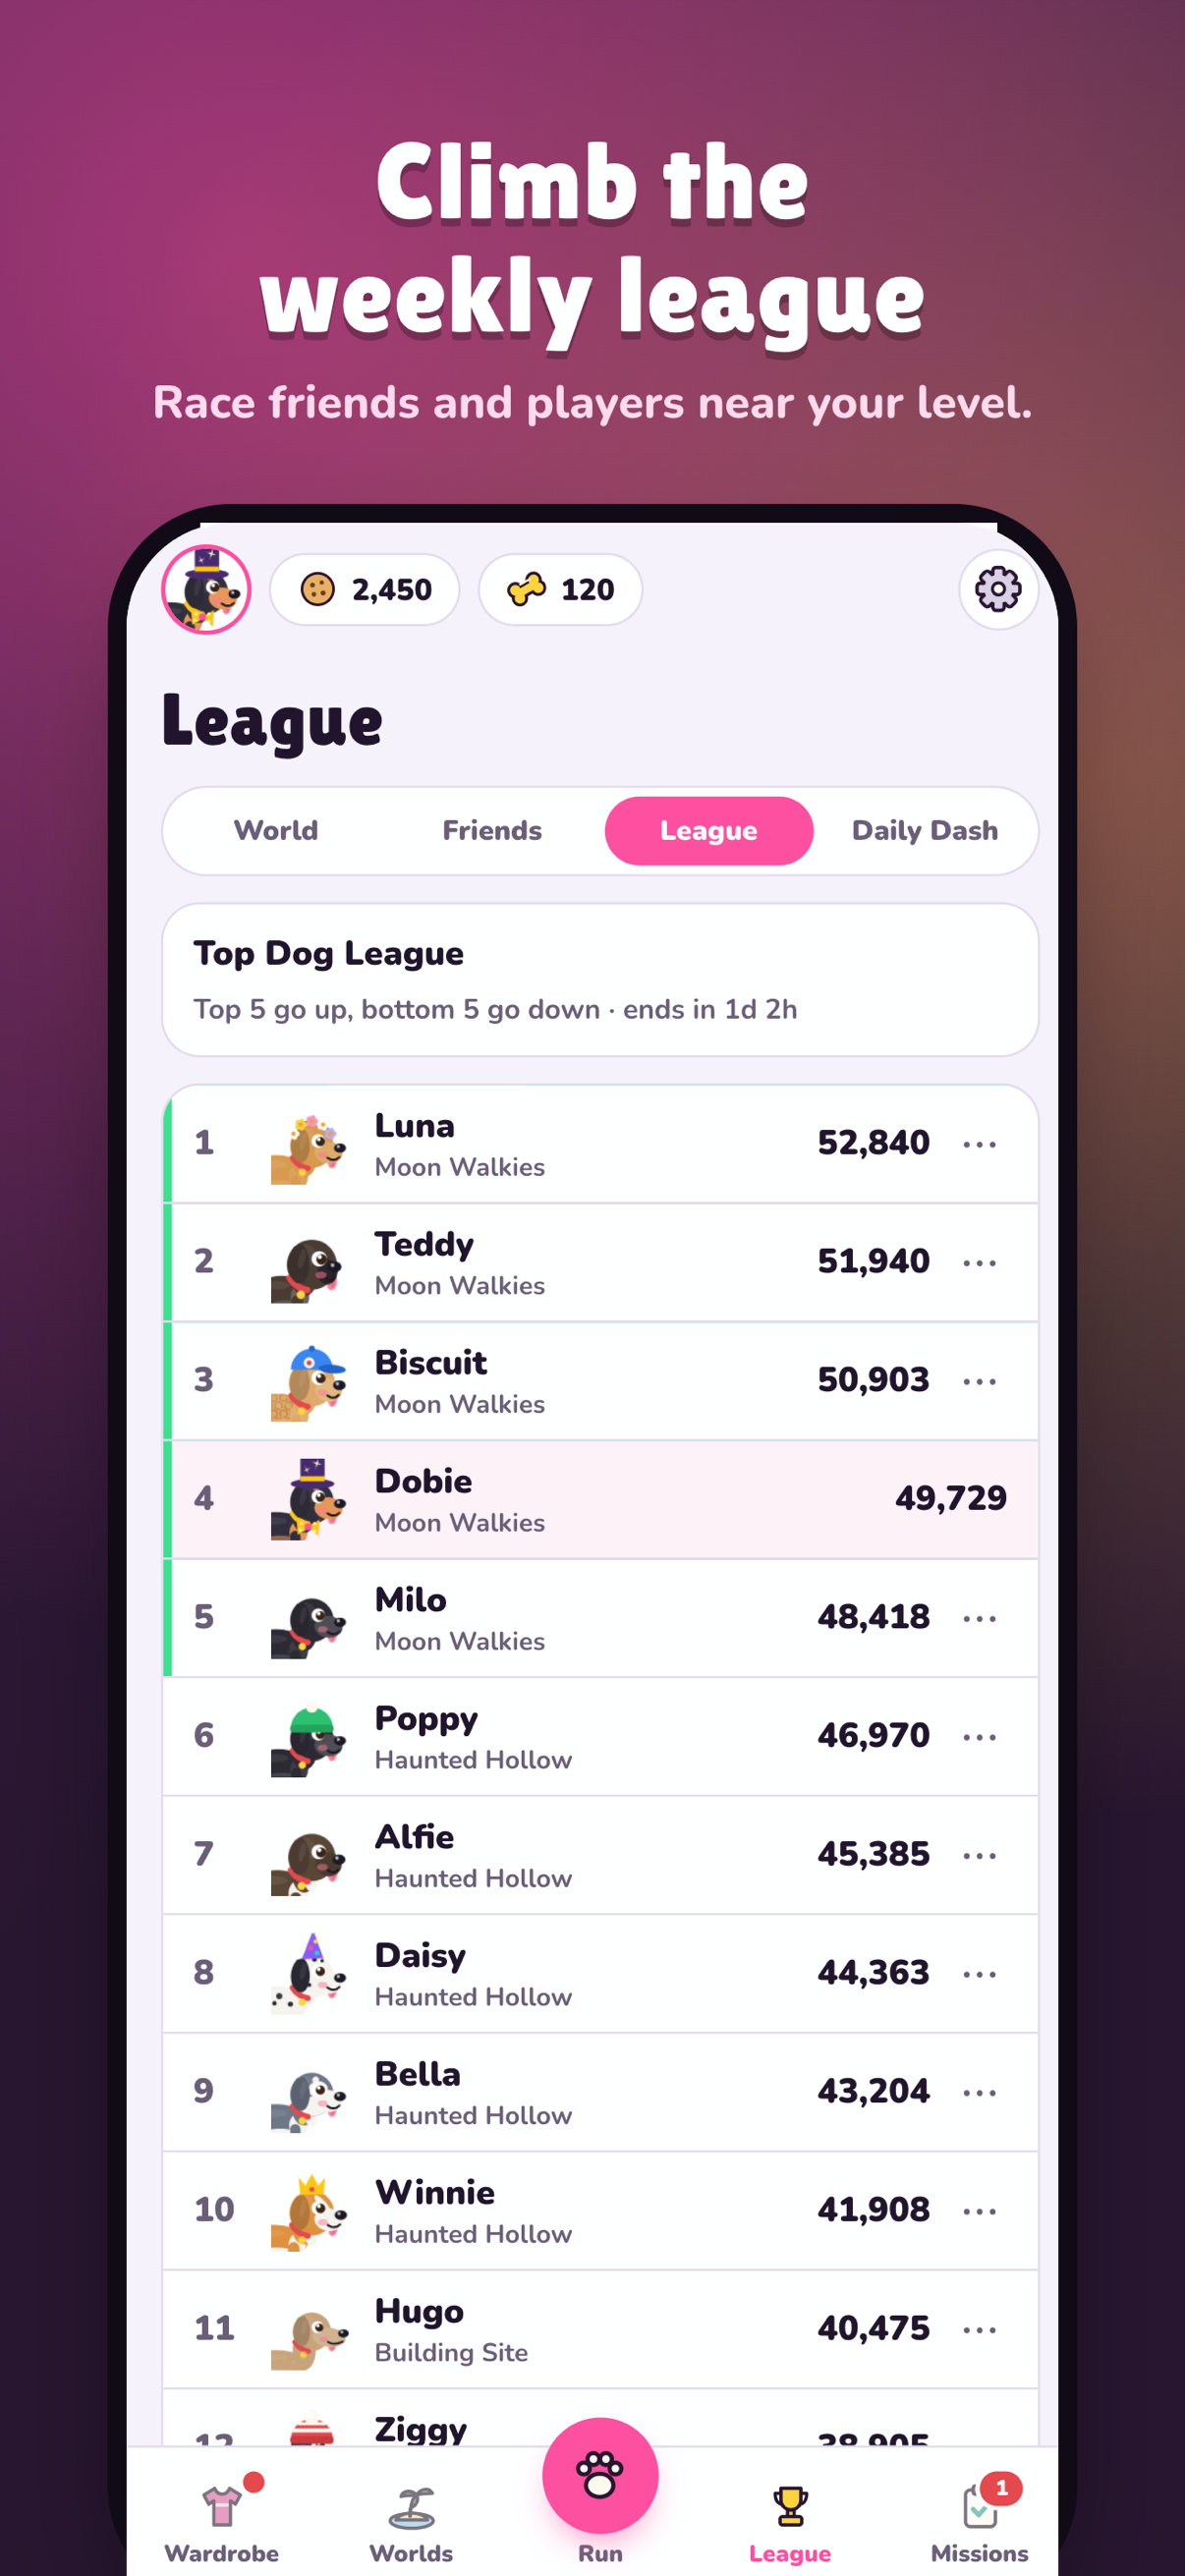 Climb the
weekly league
Race friends and players near your level.
2,450
120
League
World Friends League Daily Dash
Top Dog League
Top 5 go up, bottom 5 go down · ends in 1d 2h
1 Luna 52,840
Moon Walkies
2 Teddy 51,940
Moon Walkies
3 Biscuit 50,903
Moon Walkies
4 Dobie 49,729
Moon Walkies
5 Milo 48,418
Moon Walkies
6 Poppy 46,970
Haunted Hollow
7 Alfie 45,385
Haunted Hollow
8 Daisy 44,363
Haunted Hollow
9 Bella 43,204
Haunted Hollow
10 Winnie 41,908
Haunted Hollow
11 Hugo 40,475
Building Site
12 Ziggy 38,905
1
Wardrobe Worlds Run League Missions